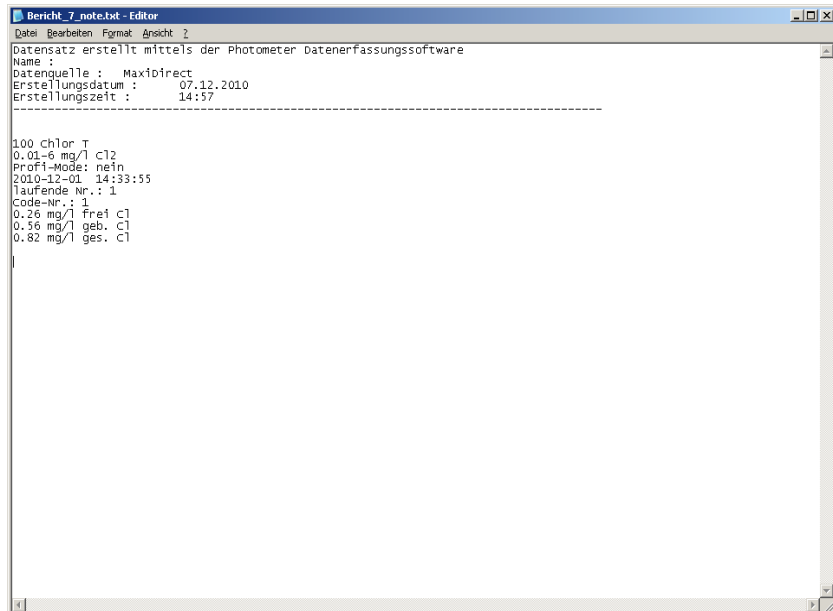 Bericht_7_note.txt - Editor
Datei Bearbeiten Format Ansicht ?
Datensatz erstellt mittels der Photometer Datenerfassungssoftware
Name :
Datenquelle : MaxiDirect
Erstellungsdatum : 07.12.2010
Erstellungszeit : 14:57
-------------------------------------------------------------------------------------
100 Chlor T
0.01-6 mg/l Cl2
Profi-Mode: nein
2010-12-01 14:33:55
laufende Nr.: 1
Code-Nr.: 1
0.26 mg/l frei Cl
0.56 mg/l geb. Cl
0.82 mg/l ges. Cl